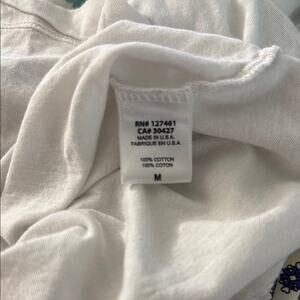 RN# 127461
CA# 30427
MADE IN U.S.A.
FABRIQUE EN U.S.A.
100% COTTON
100% COTON
M